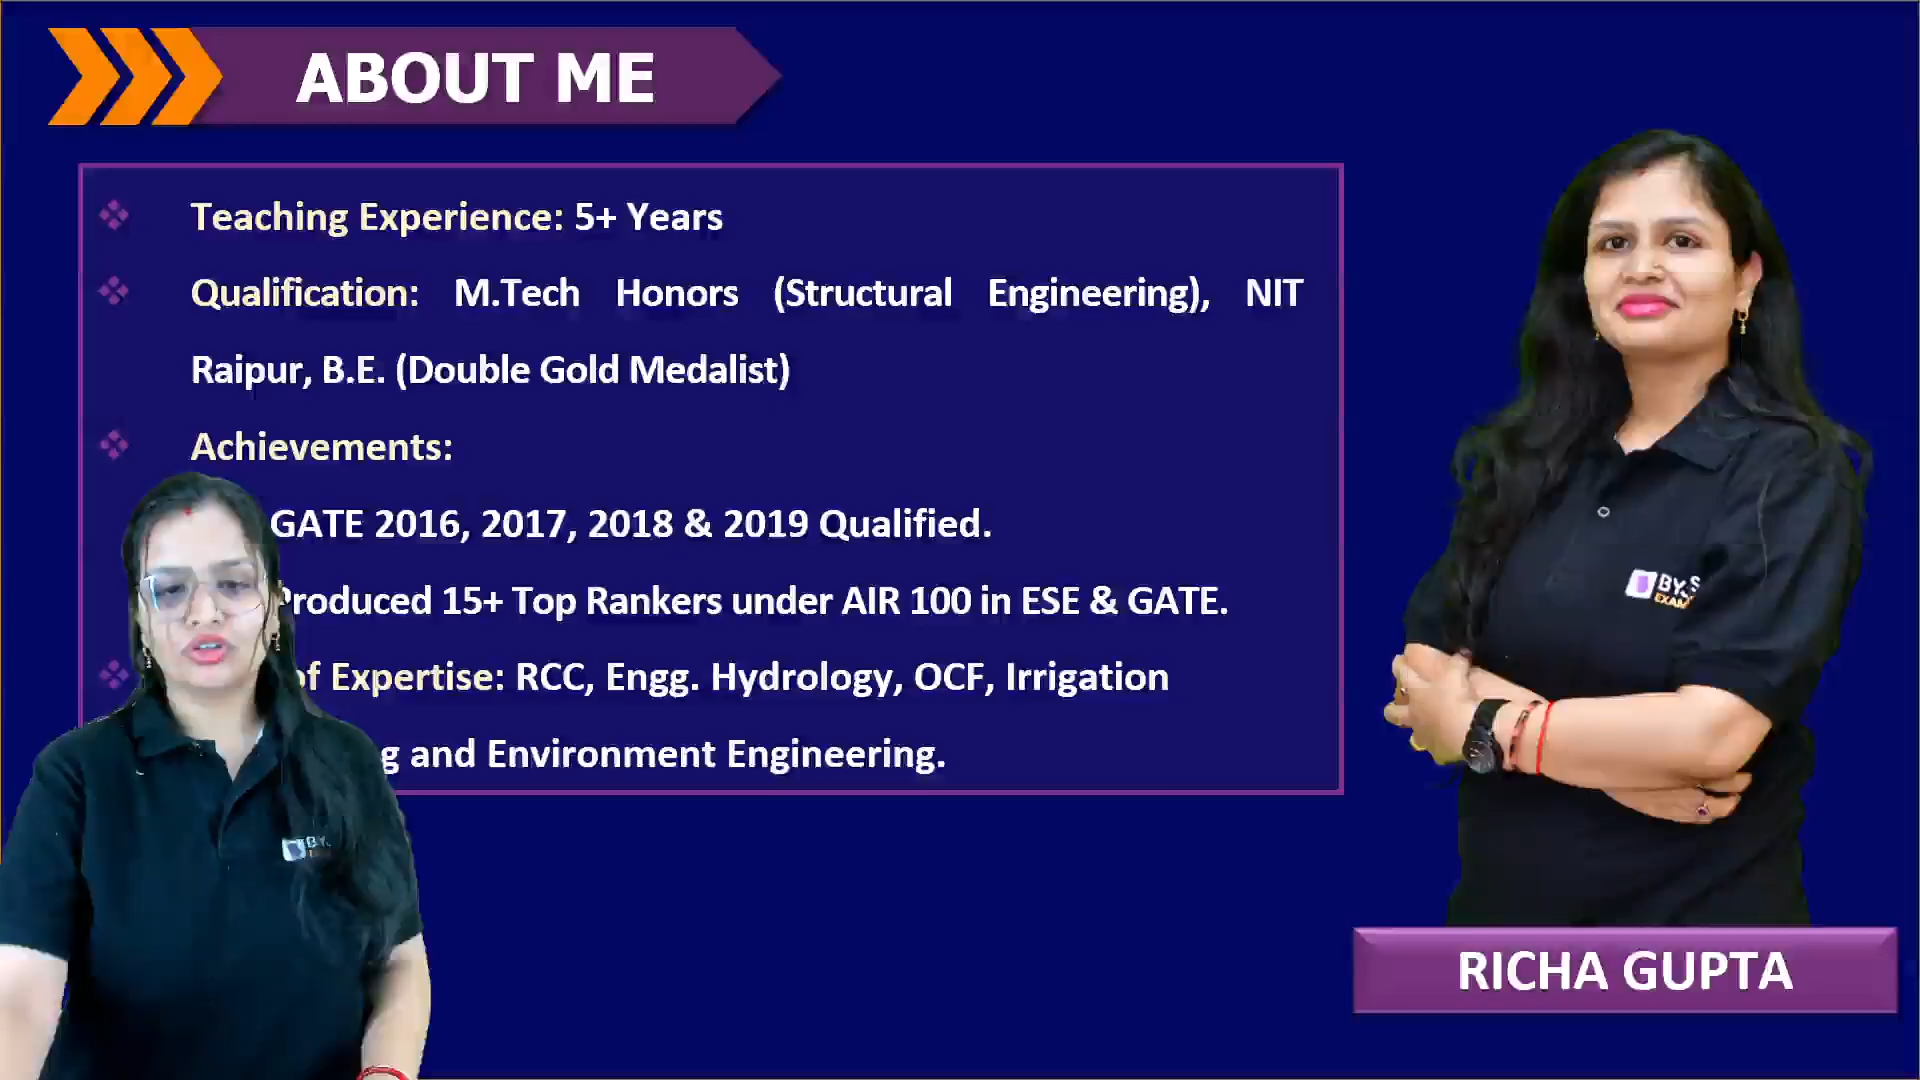 ABOUT ME
Teaching Experience: 5+ Years
Qualification: M.Tech Honors (Structural Engineering), NIT
Raipur, B.E. (Double Gold Medalist)
Achievements:
GATE 2016, 2017, 2018 & 2019 Qualified.
Produced 15+ Top Rankers under AIR 100 in ESE & GATE.
of Expertise: RCC, Engg. Hydrology, OCF, Irrigation
g and Environment Engineering.
RICHA GUPTA